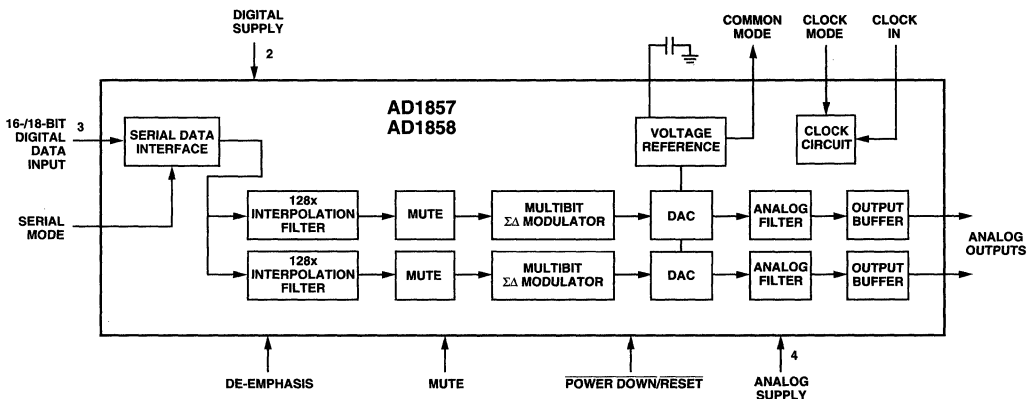 DIGITAL
SUPPLY
2
COMMON
MODE
CLOCK
MODE
CLOCK
IN
AD1857
AD1858
16-/18-BIT
DIGITAL
DATA
INPUT
3
SERIAL DATA
INTERFACE
VOLTAGE
REFERENCE
CLOCK
CIRCUIT
SERIAL
MODE
128x
INTERPOLATION
FILTER
MUTE
MULTIBIT
ΣΔ MODULATOR
DAC
ANALOG
FILTER
OUTPUT
BUFFER
128x
INTERPOLATION
FILTER
MUTE
MULTIBIT
ΣΔ MODULATOR
DAC
ANALOG
FILTER
OUTPUT
BUFFER
ANALOG
OUTPUTS
DE-EMPHASIS
MUTE
POWER DOWN/RESET
4
ANALOG
SUPPLY